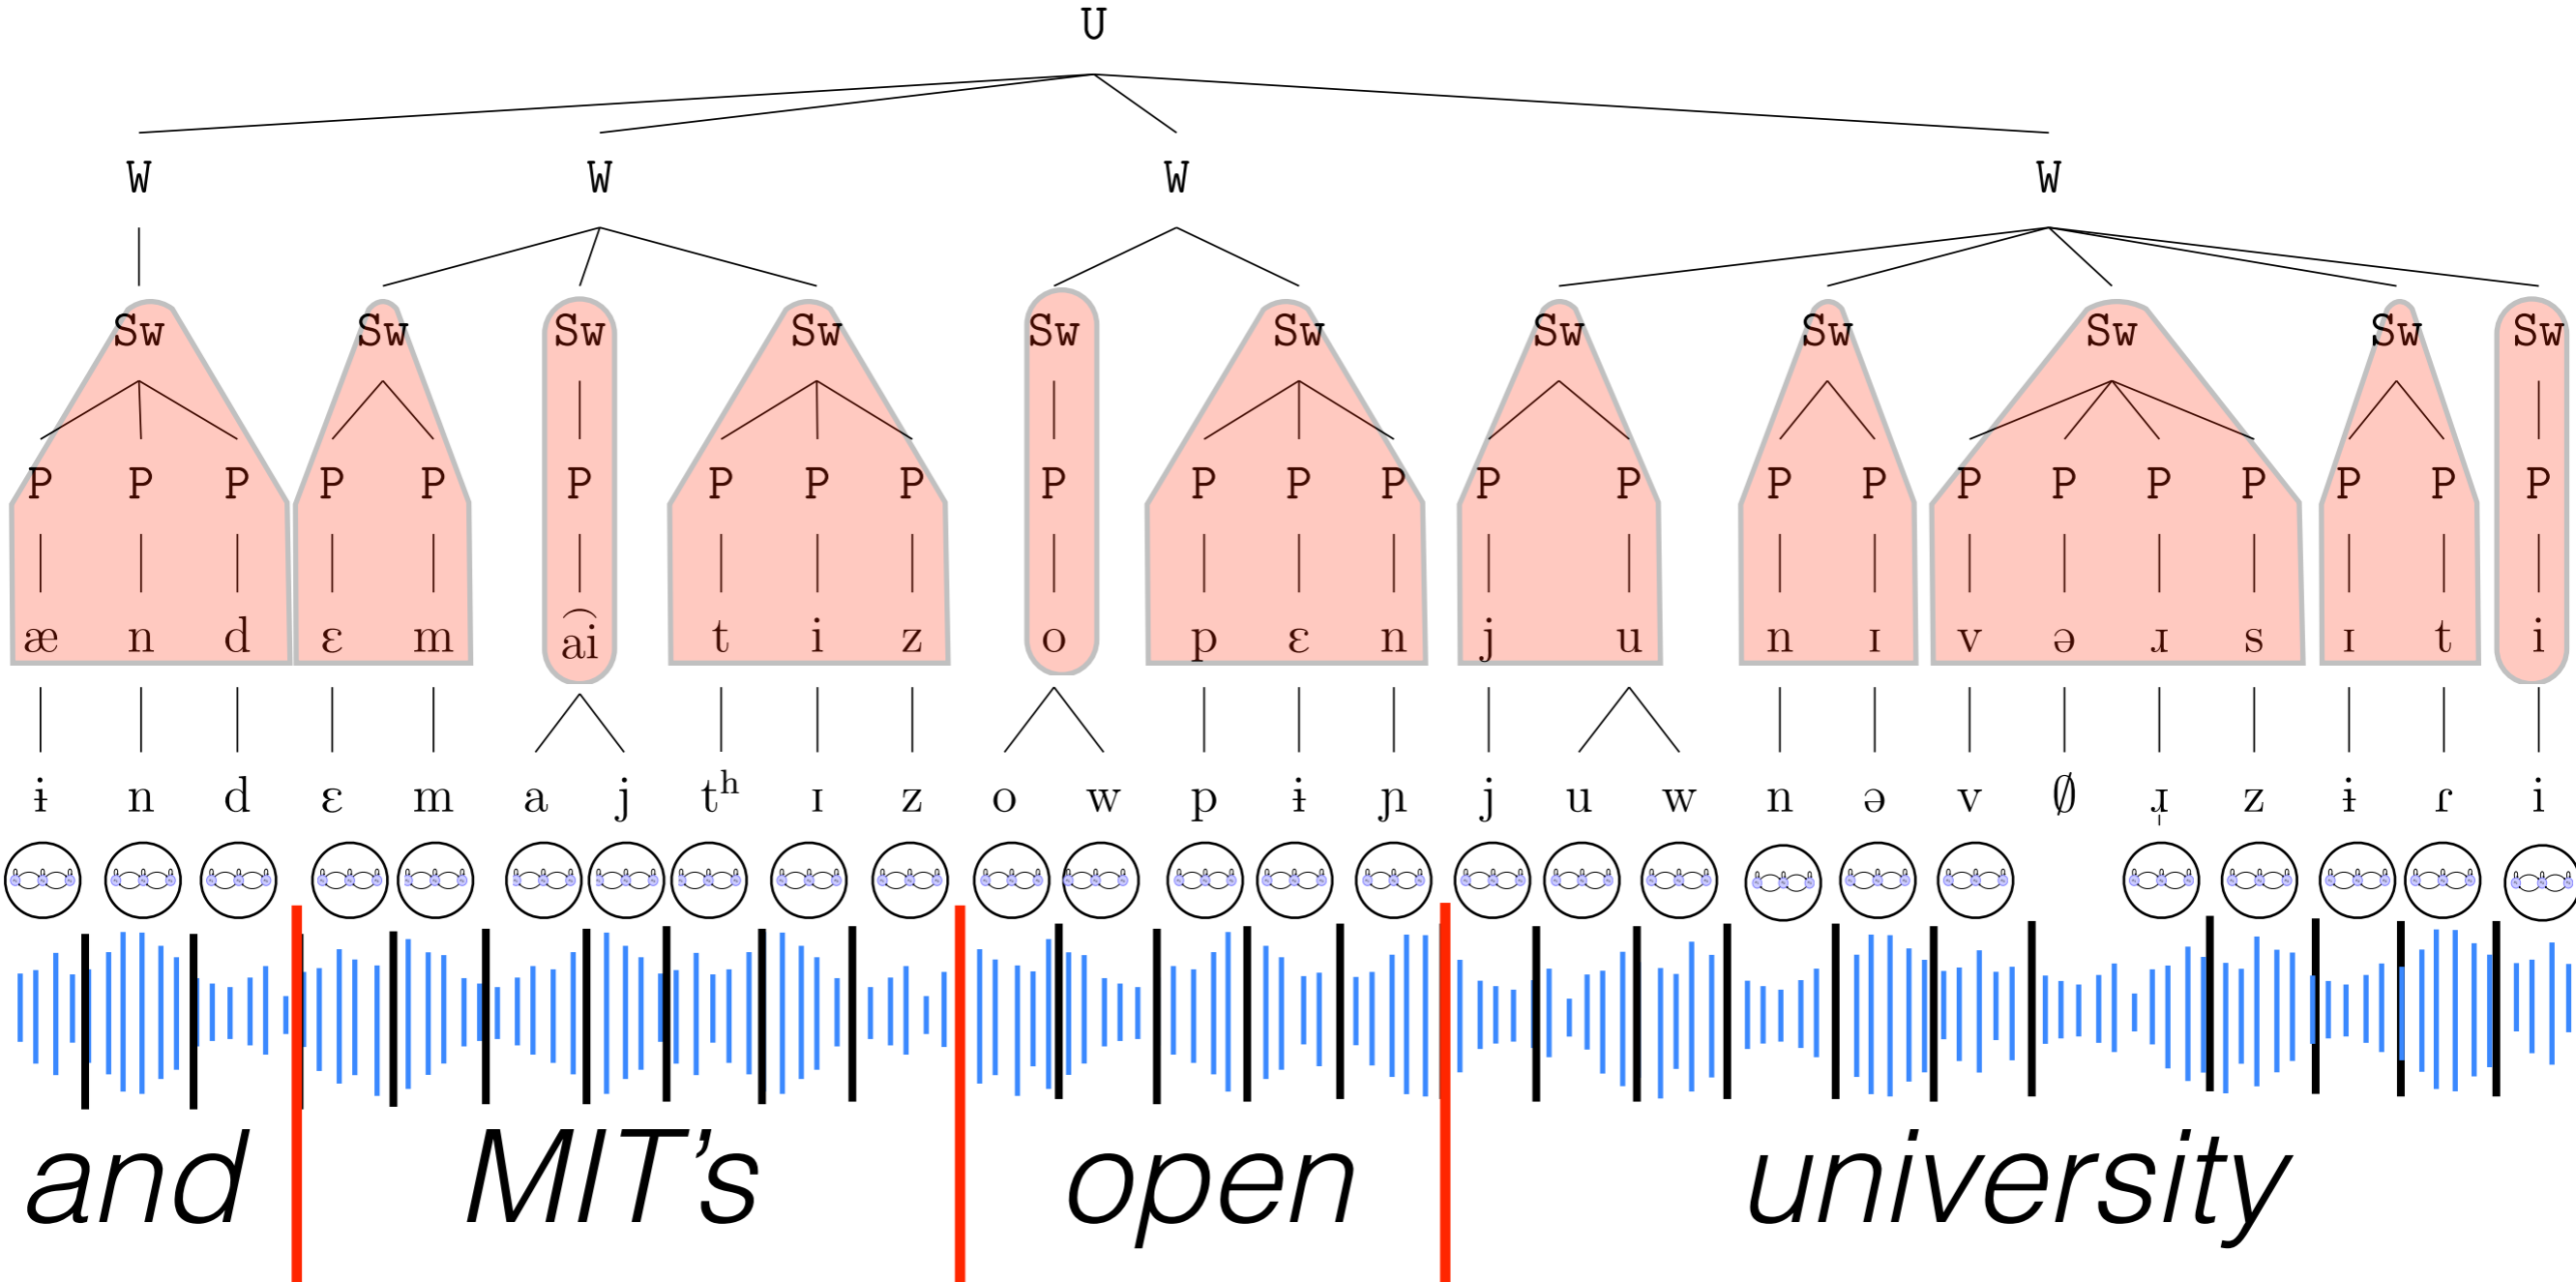 U
W W W W
Sw Sw Sw Sw Sw Sw Sw Sw Sw Sw Sw
P P P P P P P P P P P P P P P P P P P P P P P P
æ n d ɛ m a͡i t i z o p ɛ n j u n ɪ v ə ɹ s ɪ t i
ɨ n d ɛ m a j tʰ ɪ z o w p ɨ ɲ j u w n ə v ∅ ɹ̩ z ɨ ɾ i
and MIT’s open university